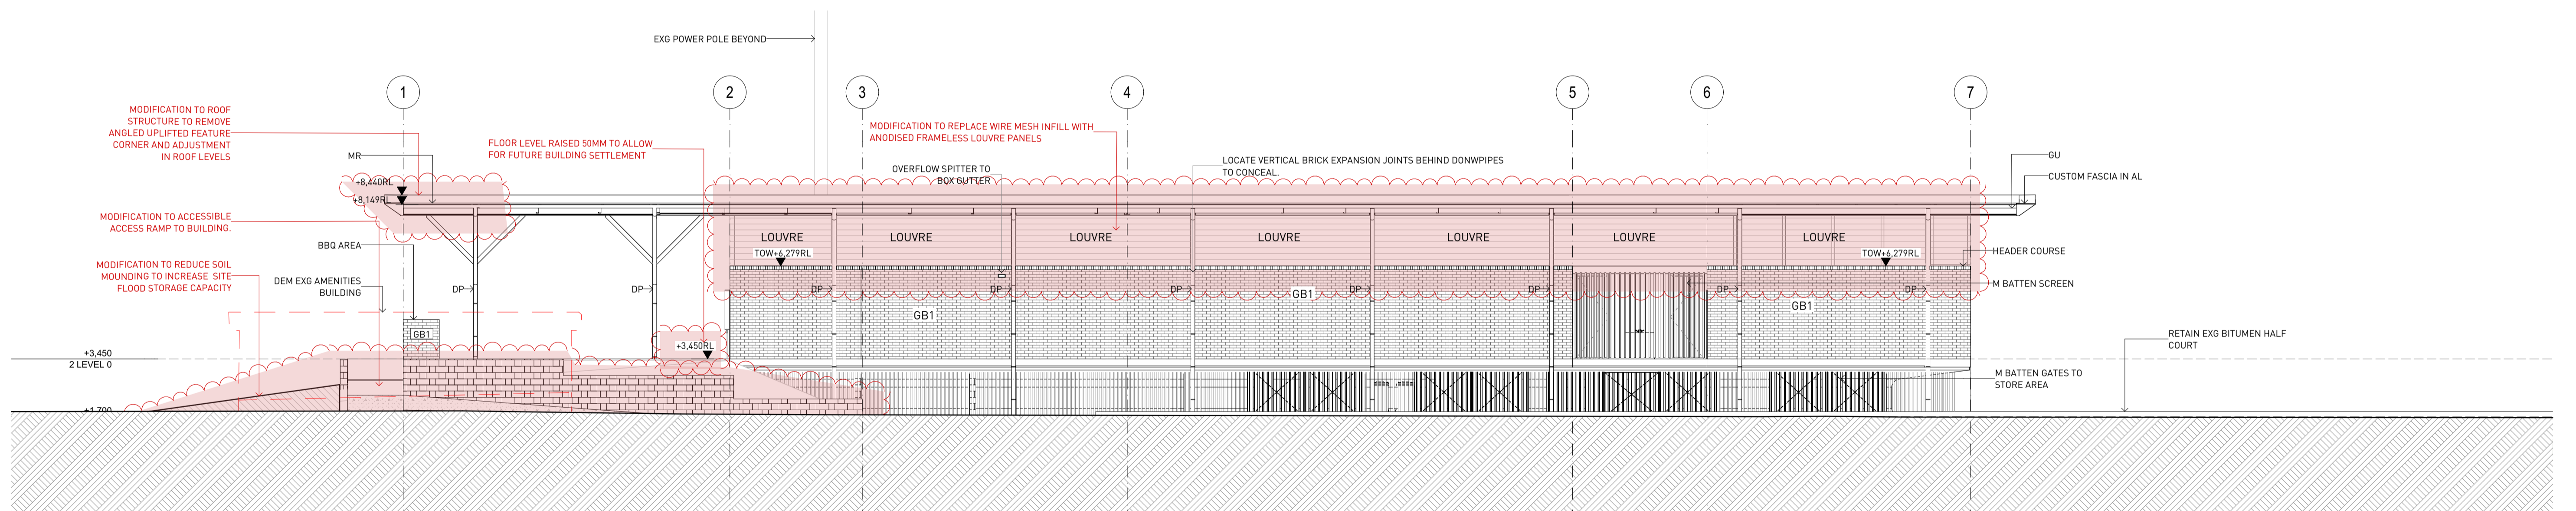 EXG POWER POLE BEYOND
1
2
3
4
5
6
7
MODIFICATION TO ROOF
STRUCTURE TO REMOVE
ANGLED UPLIFTED FEATURE
CORNER AND ADJUSTMENT
IN ROOF LEVELS
MR
FLOOR LEVEL RAISED 50MM TO ALLOW
FOR FUTURE BUILDING SETTLEMENT
MODIFICATION TO REPLACE WIRE MESH INFILL WITH
ANODISED FRAMELESS LOUVRE PANELS
OVERFLOW SPITTER TO
BOX GUTTER
LOCATE VERTICAL BRICK EXPANSION JOINTS BEHIND DONWPIPES
TO CONCEAL.
GU
CUSTOM FASCIA IN AL
+8,440RL
+8,149RL
MODIFICATION TO ACCESSIBLE
ACCESS RAMP TO BUILDING.
BBQ AREA
LOUVRE
LOUVRE
LOUVRE
LOUVRE
LOUVRE
LOUVRE
LOUVRE
TOW+6,279RL
TOW+6,279RL
HEADER COURSE
MODIFICATION TO REDUCE SOIL
MOUNDING TO INCREASE SITE
FLOOD STORAGE CAPACITY
DEM EXG AMENITIES
BUILDING
DP
DP
DP
DP
DP
DP
DP
DP
DP
M BATTEN SCREEN
GB1
GB1
GB1
GB1
+3,450RL
RETAIN EXG BITUMEN HALF
COURT
+3,450
2 LEVEL 0
M BATTEN GATES TO
STORE AREA
+1,700